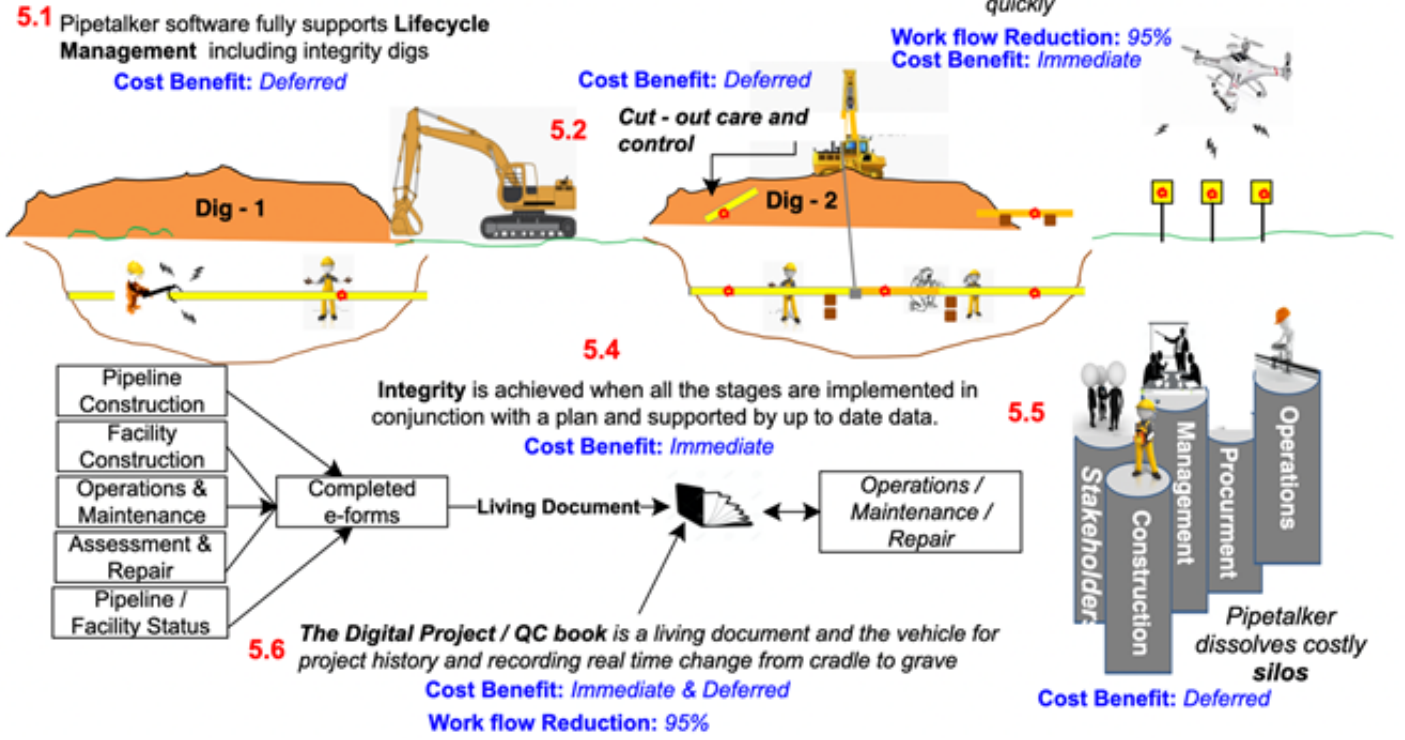 quickly
5.1 Pipetalker software fully supports Lifecycle
Management including integrity digs
Cost Benefit: Deferred
Work flow Reduction: 95%
Cost Benefit: Immediate
Cost Benefit: Deferred
5.2
Cut - out care and
control
Dig - 1
Dig - 2
5.4
Integrity is achieved when all the stages are implemented in
conjunction with a plan and supported by up to date data.
Cost Benefit: Immediate
Pipeline
Construction
Facility
Construction
Operations &
Maintenance
Assessment &
Repair
Pipeline /
Facility Status
Completed
e-forms
Living Document
Operations /
Maintenance /
Repair
5.5
Stakeholder
Construction
Management
Procurment
Operations
Pipetalker
dissolves costly
silos
Cost Benefit: Deferred
5.6 The Digital Project / QC book is a living document and the vehicle for
project history and recording real time change from cradle to grave
Cost Benefit: Immediate & Deferred
Work flow Reduction: 95%